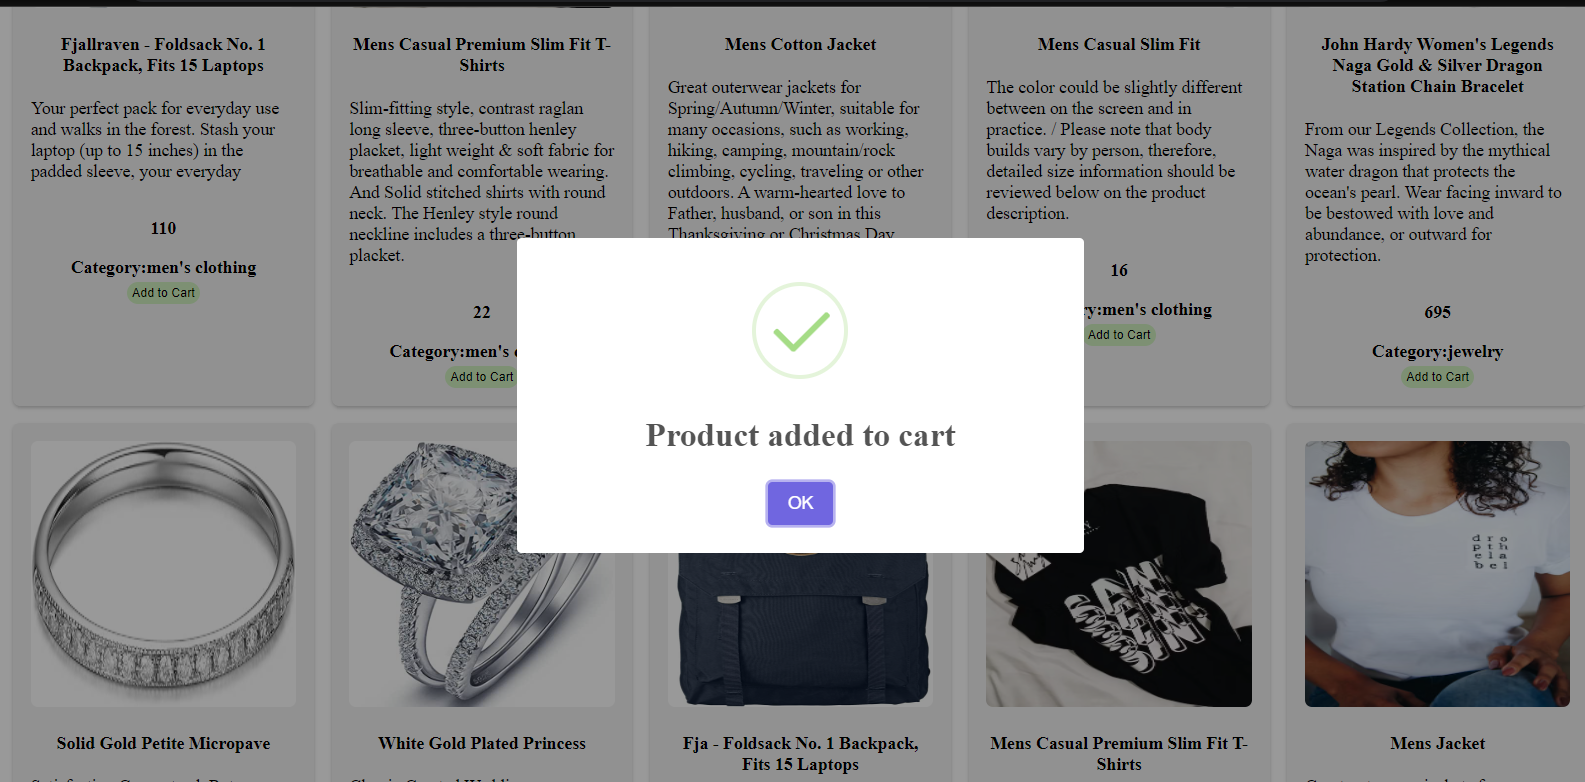 Fjallraven - Foldsack No. 1
Backpack, Fits 15 Laptops
Your perfect pack for everyday use
and walks in the forest. Stash your
laptop (up to 15 inches) in the
padded sleeve, your everyday
110
Category:men's clothing
Add to Cart
Mens Casual Premium Slim Fit T-
Shirts
Slim-fitting style, contrast raglan
long sleeve, three-button henley
placket, light weight & soft fabric for
breathable and comfortable wearing.
And Solid stitched shirts with round
neck. The Henley style round
neckline includes a three-button
placket.
22
Category:men's
Add to Cart
Mens Cotton Jacket
Great outerwear jackets for
Spring/Autumn/Winter, suitable for
many occasions, such as working,
hiking, camping, mountain/rock
climbing, cycling, traveling or other
outdoors. A warm-hearted love to
Father, husband, or son in this
Thanksgiving or Christmas Day
Mens Casual Slim Fit
The color could be slightly different
between on the screen and in
practice. / Please note that body
builds vary by person, therefore,
detailed size information should be
reviewed below on the product
description.
16
:men's clothing
Add to Cart
John Hardy Women's Legends
Naga Gold & Silver Dragon
Station Chain Bracelet
From our Legends Collection, the
Naga was inspired by the mythical
water dragon that protects the
ocean's pearl. Wear facing inward to
be bestowed with love and
abundance, or outward for
protection.
695
Category:jewelry
Add to Cart
Product added to cart
OK
Solid Gold Petite Micropave
White Gold Plated Princess
Fja - Foldsack No. 1 Backpack,
Fits 15 Laptops
Mens Casual Premium Slim Fit T-
Shirts
d r o
p t h
e l a
b e l
Mens Jacket